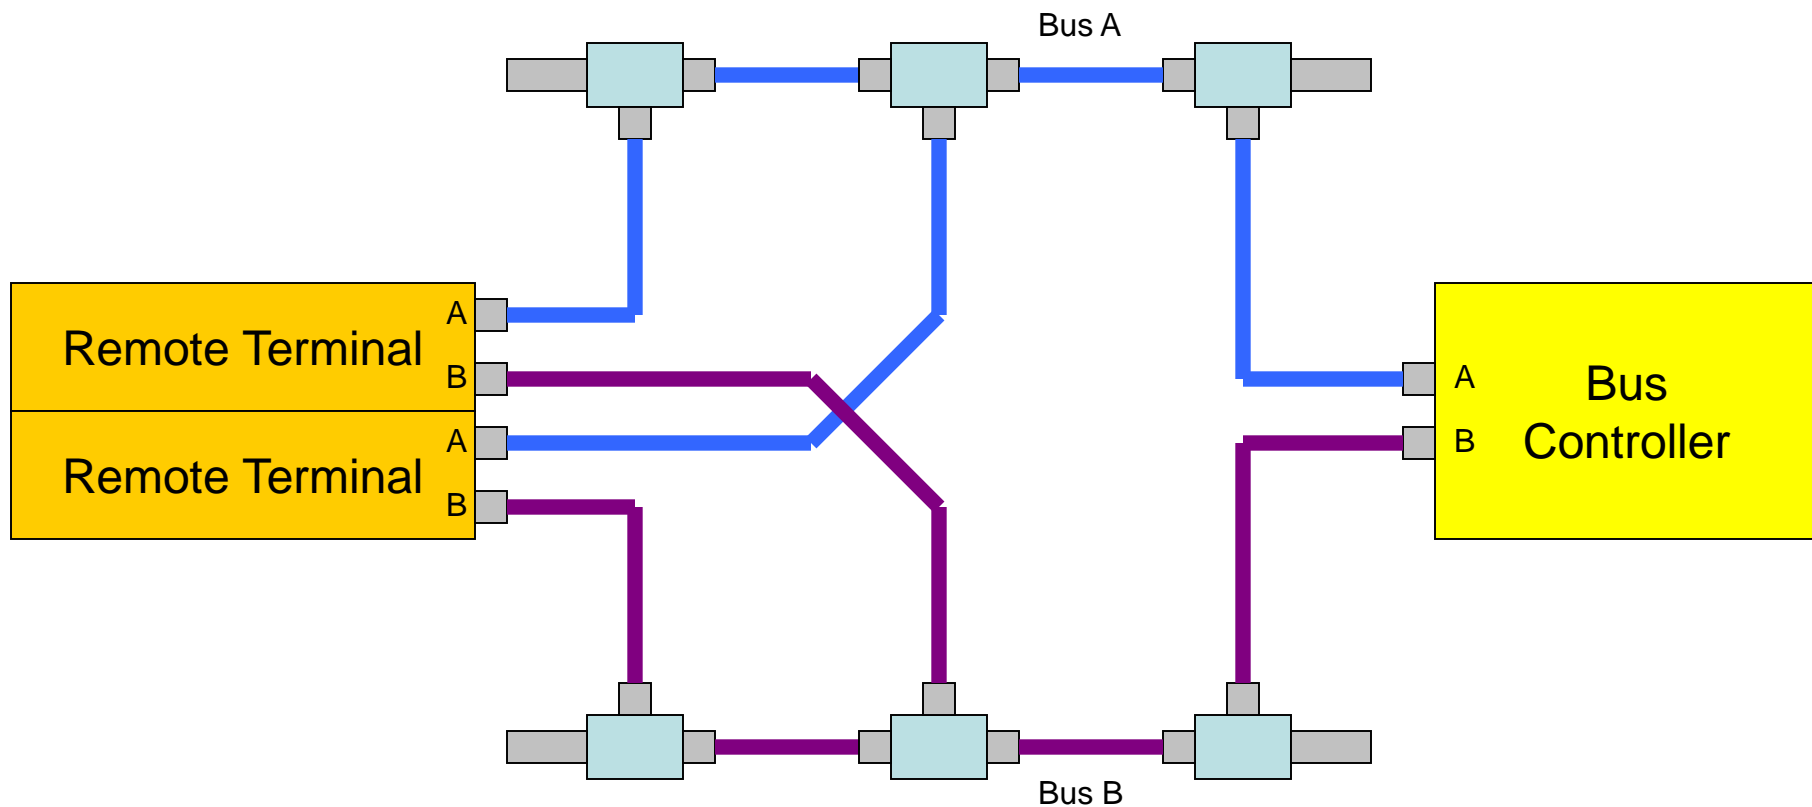 Bus A
A
Remote Terminal
B
A
Remote Terminal
B
A
B
Bus
Controller
Bus B